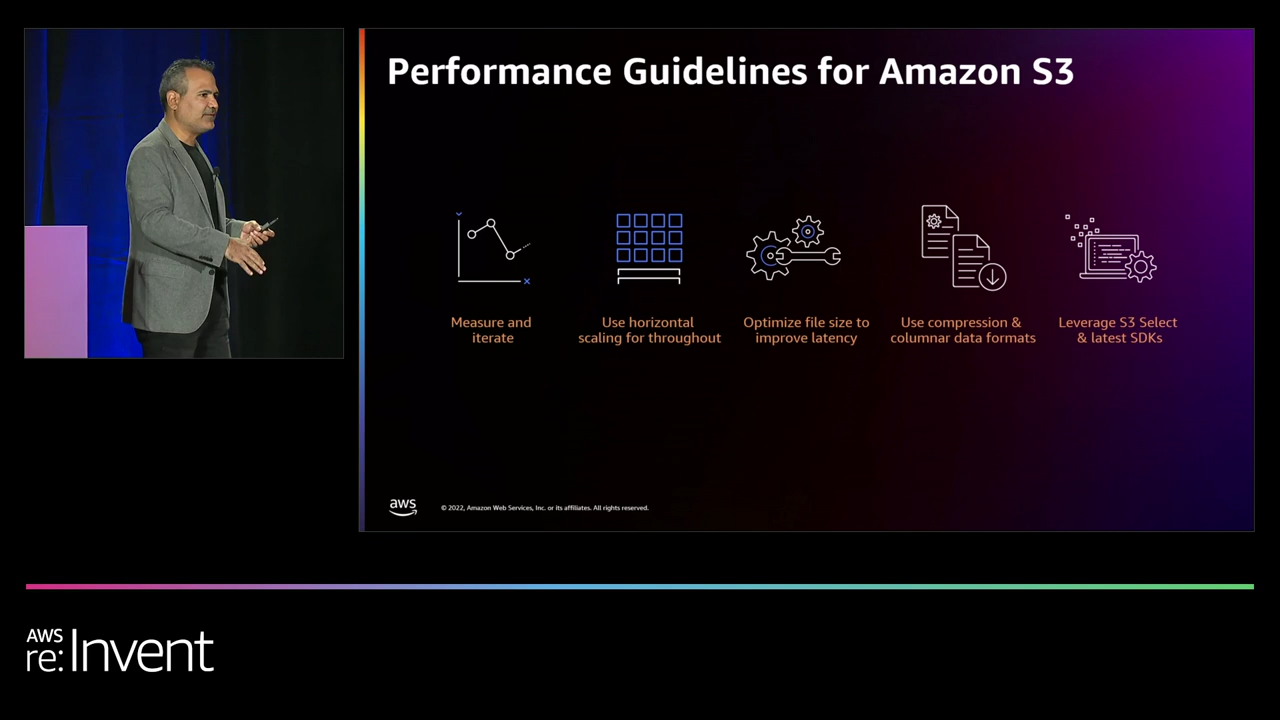 Performance Guidelines for Amazon S3
Measure and
iterate
Use horizontal
scaling for throughout
Optimize file size to
improve latency
Use compression &
columnar data formats
Leverage S3 Select
& latest SDKs
aws
© 2022, Amazon Web Services, Inc. or its affiliates. All rights reserved.
AWS
re:Invent